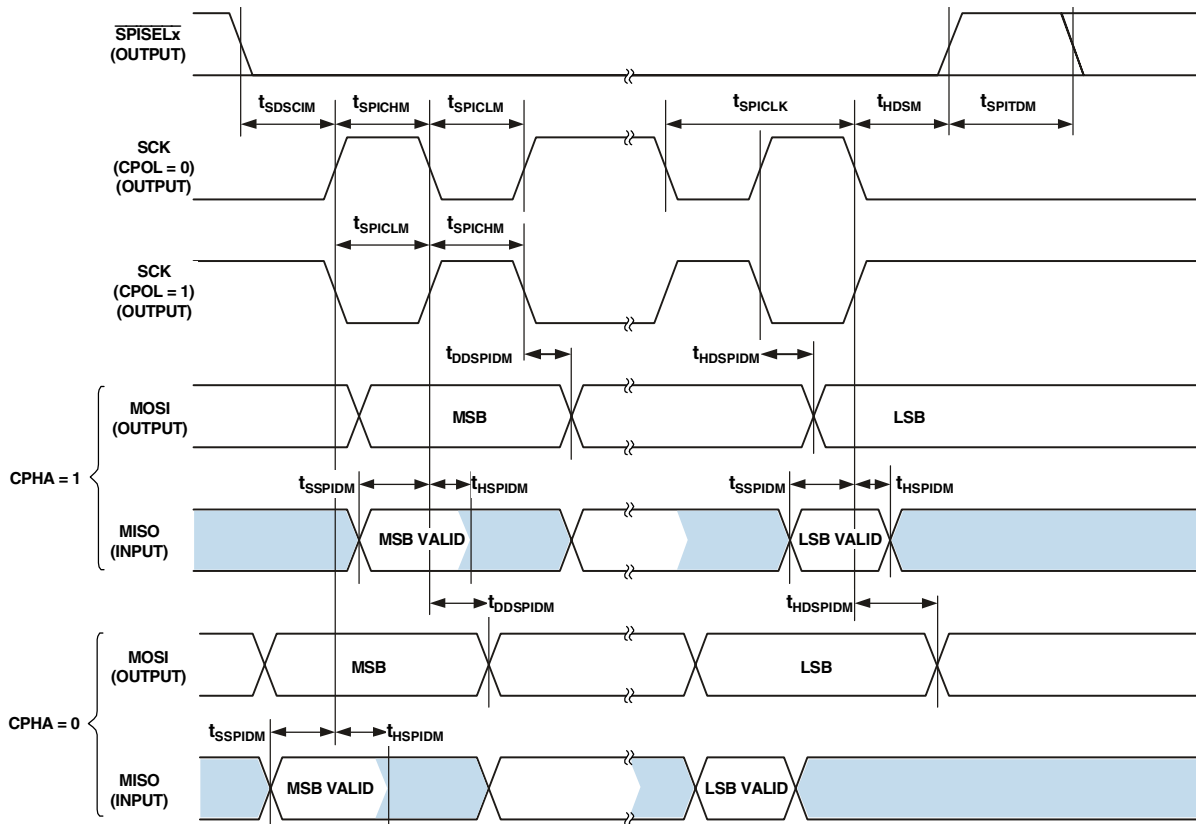 SPISELx
(OUTPUT)
tSDSCIM
tSPICHM
tSPICLM
tSPICLK
tHDSM
tSPITDM
SCK
(CPOL = 0)
(OUTPUT)
tSPICLM
tSPICHM
SCK
(CPOL = 1)
(OUTPUT)
tDDSPIDM
tHDSPIDM
CPHA = 1
MOSI
(OUTPUT)
MSB
LSB
tSSPIDM
tHSPIDM
tSSPIDM
tHSPIDM
MISO
(INPUT)
MSB VALID
LSB VALID
tDDSPIDM
tHDSPIDM
CPHA = 0
MOSI
(OUTPUT)
MSB
LSB
tSSPIDM
tHSPIDM
MISO
(INPUT)
MSB VALID
LSB VALID